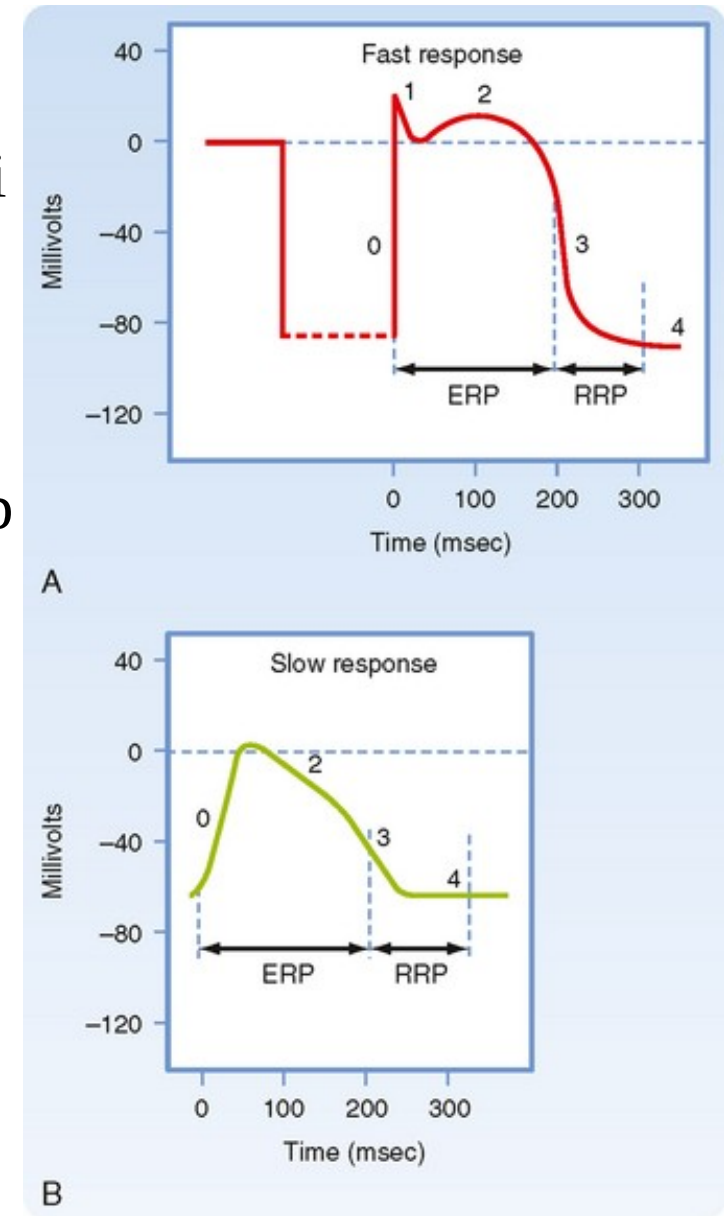 i
o
Fast response
40
0
−40
−80
−120
Millivolts
0
1
2
3
4
ERP
RRP
0
100
200
300
Time (msec)
A
Slow response
40
0
−40
−80
−120
Millivolts
0
2
3
4
ERP
RRP
0
100
200
300
Time (msec)
B